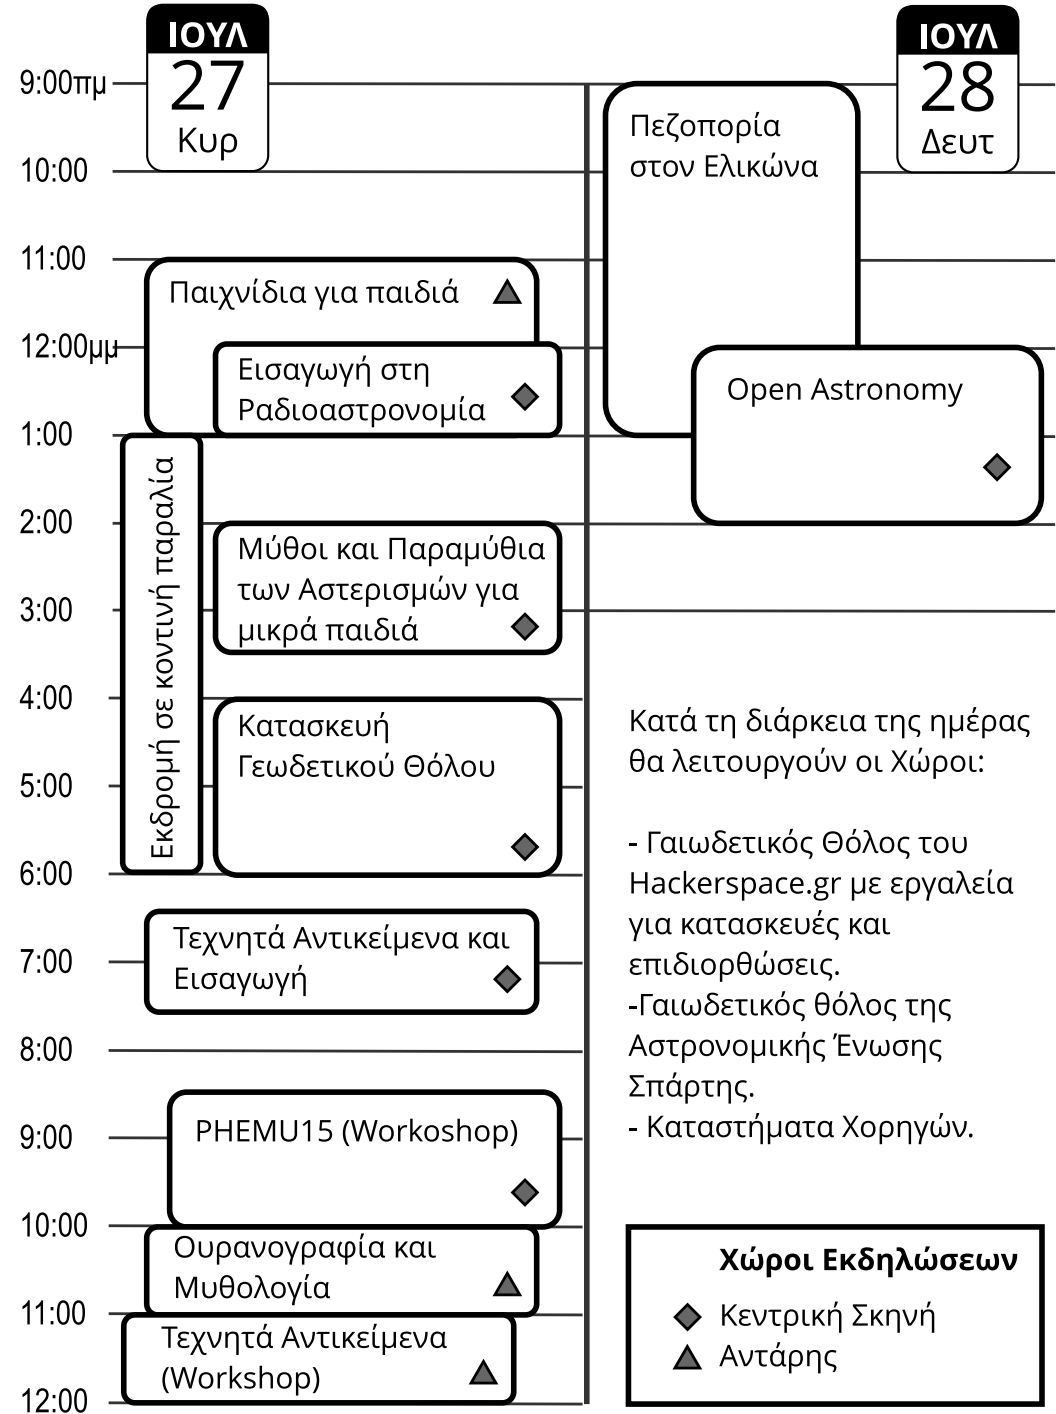 ΙΟΥΛ
27
Κυρ
ΙΟΥΛ
28
Δευτ
9:00πμ
10:00
11:00
12:00μμ
1:00
2:00
3:00
4:00
5:00
6:00
7:00
8:00
9:00
10:00
11:00
12:00
Παιχνίδια για παιδιά
Εισαγωγή στη
Ραδιοαστρονομία
Εκδρομή σε κοντινή παραλία
Μύθοι και Παραμύθια
των Αστερισμών για
μικρά παιδιά
Κατασκευή
Γεωδετικού Θόλου
Τεχνητά Αντικείμενα και
Εισαγωγή
PHEMU15 (Workoshop)
Ουρανογραφία και
Μυθολογία
Τεχνητά Αντικείμενα
(Workshop)
Πεζοπορία
στον Ελικώνα
Open Astronomy
Κατά τη διάρκεια της ημέρας
θα λειτουργούν οι Χώροι:
- Γαιωδετικός Θόλος του
Hackerspace.gr με εργαλεία
για κατασκευές και
επιδιορθώσεις.
-Γαιωδετικός θόλος της
Αστρονομικής Ένωσης
Σπάρτης.
- Καταστήματα Χορηγών.
Χώροι Εκδηλώσεων
Κεντρική Σκηνή
Αντάρης